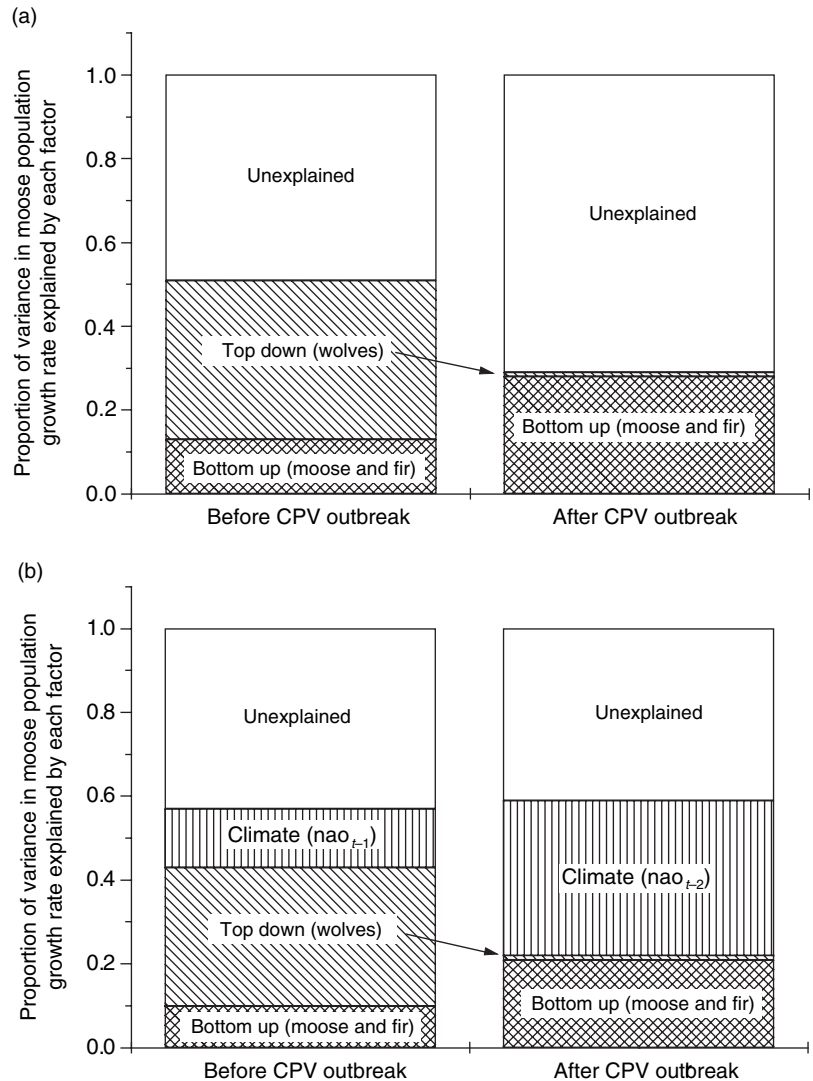 (a)
Proportion of variance in moose population
growth rate explained by each factor
1.0
0.8
0.6
0.4
0.2
0.0
Unexplained
Top down (wolves)
Bottom up (moose and fir)
Unexplained
Bottom up (moose and fir)
Before CPV outbreak
After CPV outbreak
(b)
Proportion of variance in moose population
growth rate explained by each factor
1.0
0.8
0.6
0.4
0.2
0.0
Unexplained
Climate (nao t–1)
Top down (wolves)
Bottom up (moose and fir)
Unexplained
Climate (nao t–2)
Bottom up (moose and fir)
Before CPV outbreak
After CPV outbreak